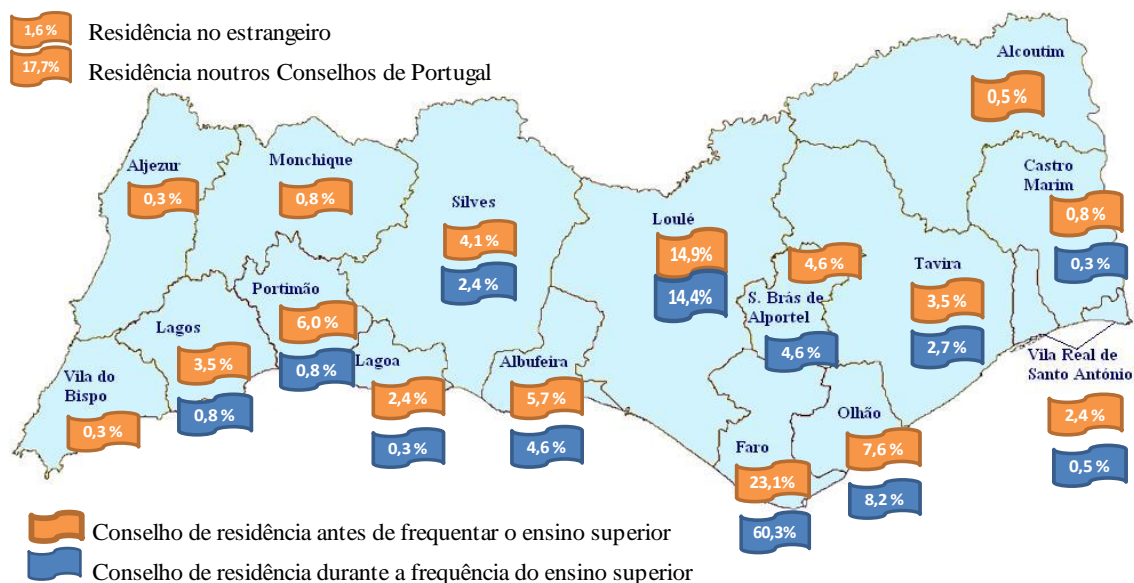 1,6 % Residência no estrangeiro
17,7% Residência noutros Conselhos de Portugal
Alcoutim
0,5 %
Aljezur
0,3 %
Monchique
0,8 %
Silves
4,1 %
2,4 %
Loulé
14,9%
14,4%
Castro
Marim
0,8 %
0,3 %
Portimão
6,0 %
0,8 %
Lagos
3,5 %
0,8 %
Vila do
Bispo
0,3 %
Lagoa
2,4 %
0,3 %
Albufeira
5,7 %
4,6 %
4,6 %
S. Brás de
Alportel
4,6 %
Tavira
3,5 %
2,7 %
Vila Real de
Santo António
2,4 %
0,5 %
Olhão
7,6 %
8,2 %
Faro
23,1%
60,3%
Conselho de residência antes de frequentar o ensino superior
Conselho de residência durante a frequência do ensino superior